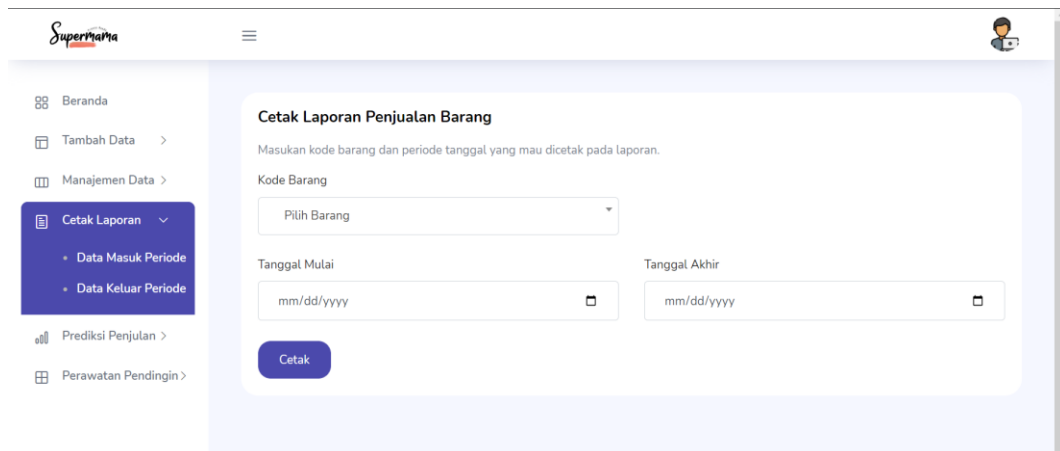 Supermama
Beranda
Tambah Data
Manajemen Data
Cetak Laporan
Data Masuk Periode
Data Keluar Periode
Prediksi Penjulan
Perawatan Pendingin
Cetak Laporan Penjualan Barang
Masukan kode barang dan periode tanggal yang mau dicetak pada laporan.
Kode Barang
Pilih Barang
Tanggal Mulai
Tanggal Akhir
mm/dd/yyyy
mm/dd/yyyy
Cetak